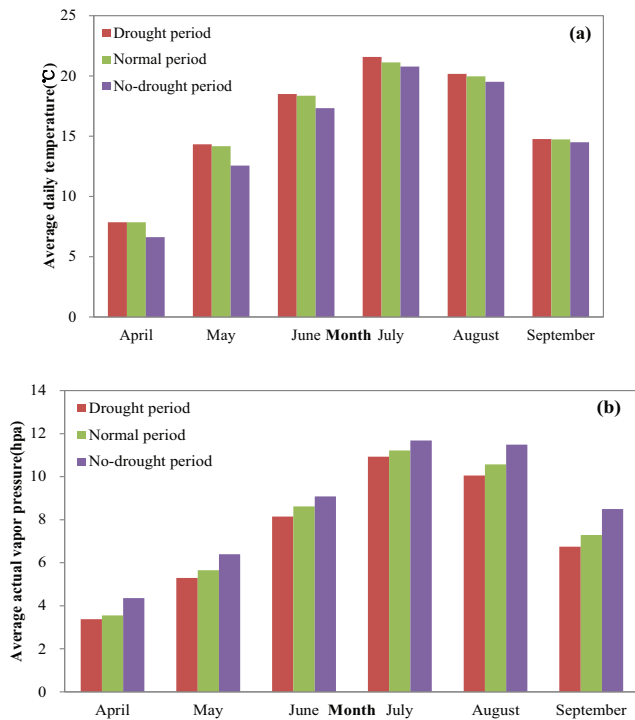 25
20
15
10
5
0
Average daily temperature(℃)
(a)
Drought period
Normal period
No-drought period
April May June July August September
Month
14
12
10
8
6
4
2
0
Average actual vapor pressure(hpa)
(b)
Drought period
Normal period
No-drought period
April May June July August September
Month